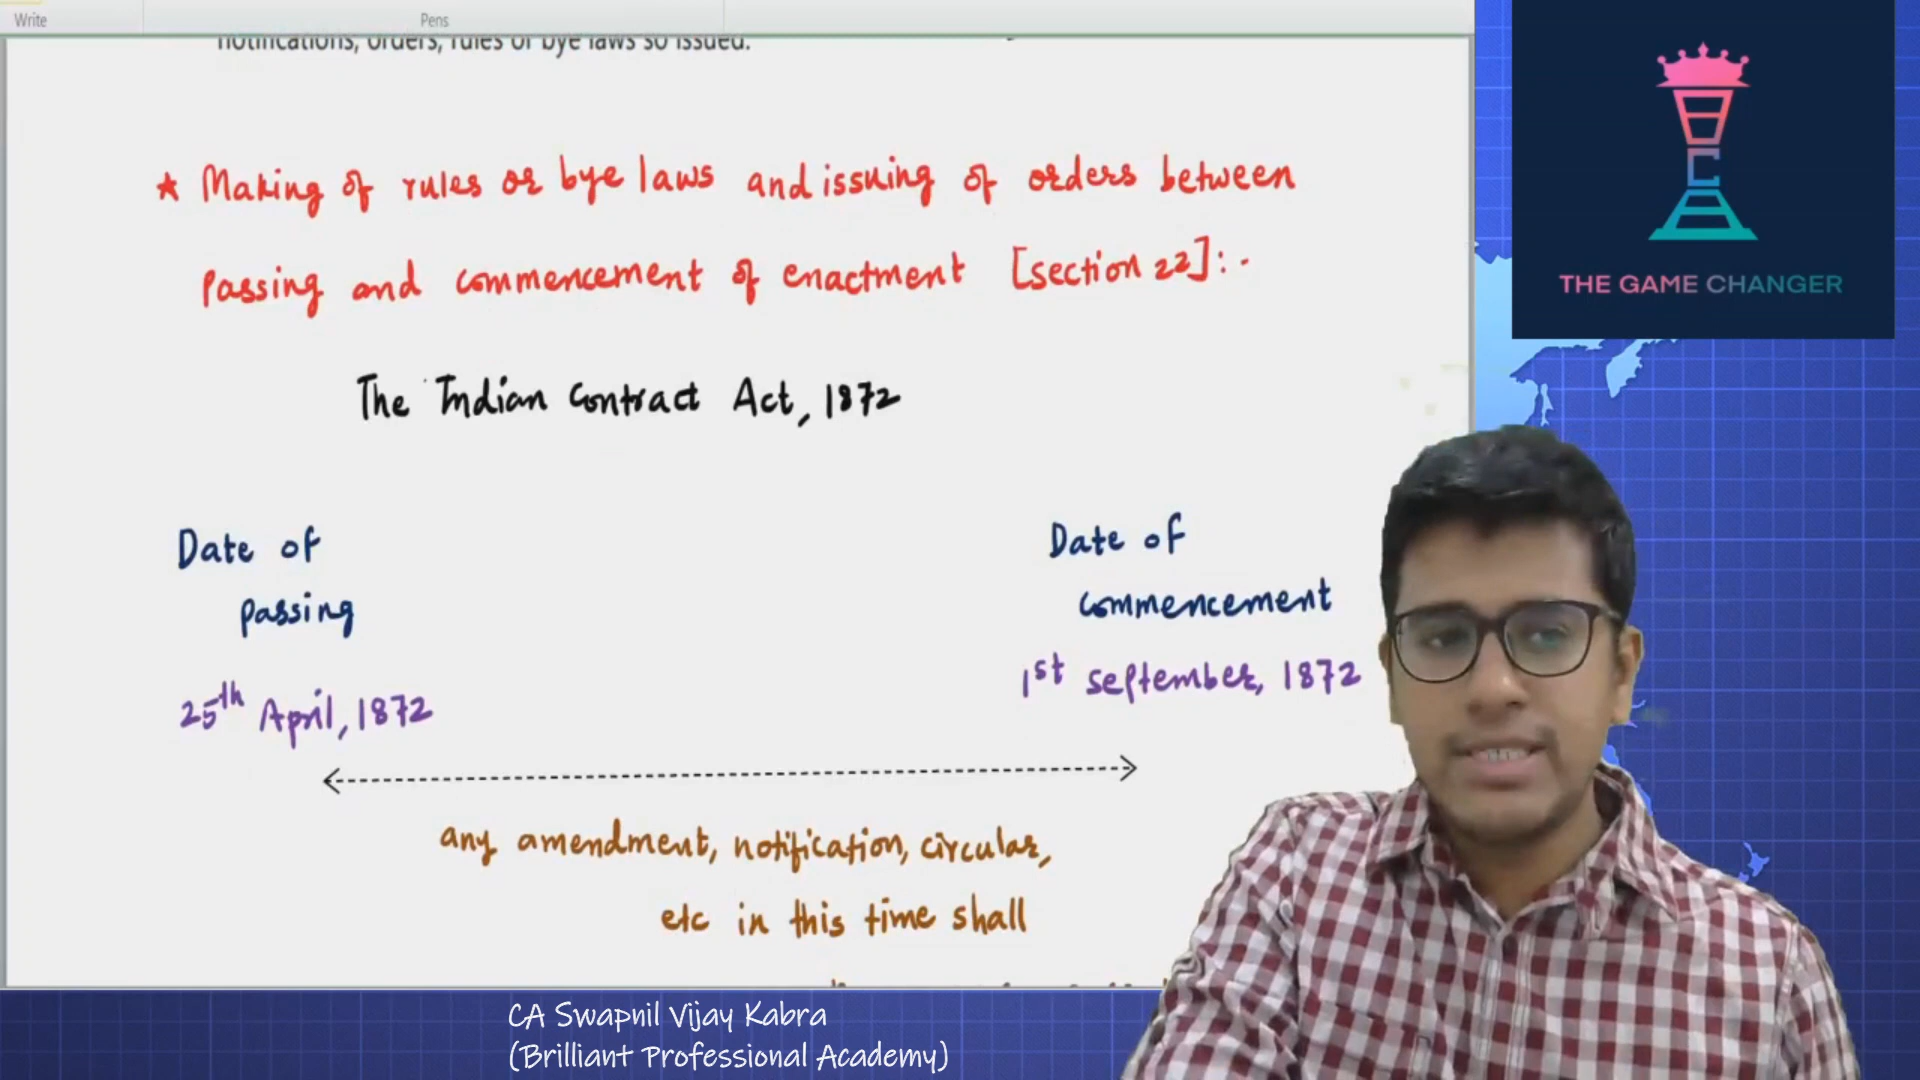 Write
Pens
notifications, orders, rules or bye laws so issued.
★ Making of rules or bye laws and issuing of orders between
passing and commencement of enactment [section 22]:-
The Indian Contract Act, 1872
Date of
passing
25th April, 1872
Date of
commencement
1st september, 1872
any amendment, notification, circular,
etc in this time shall
THE GAME CHANGER
CA Swapnil Vijay Kabra
(Brilliant Professional Academy)